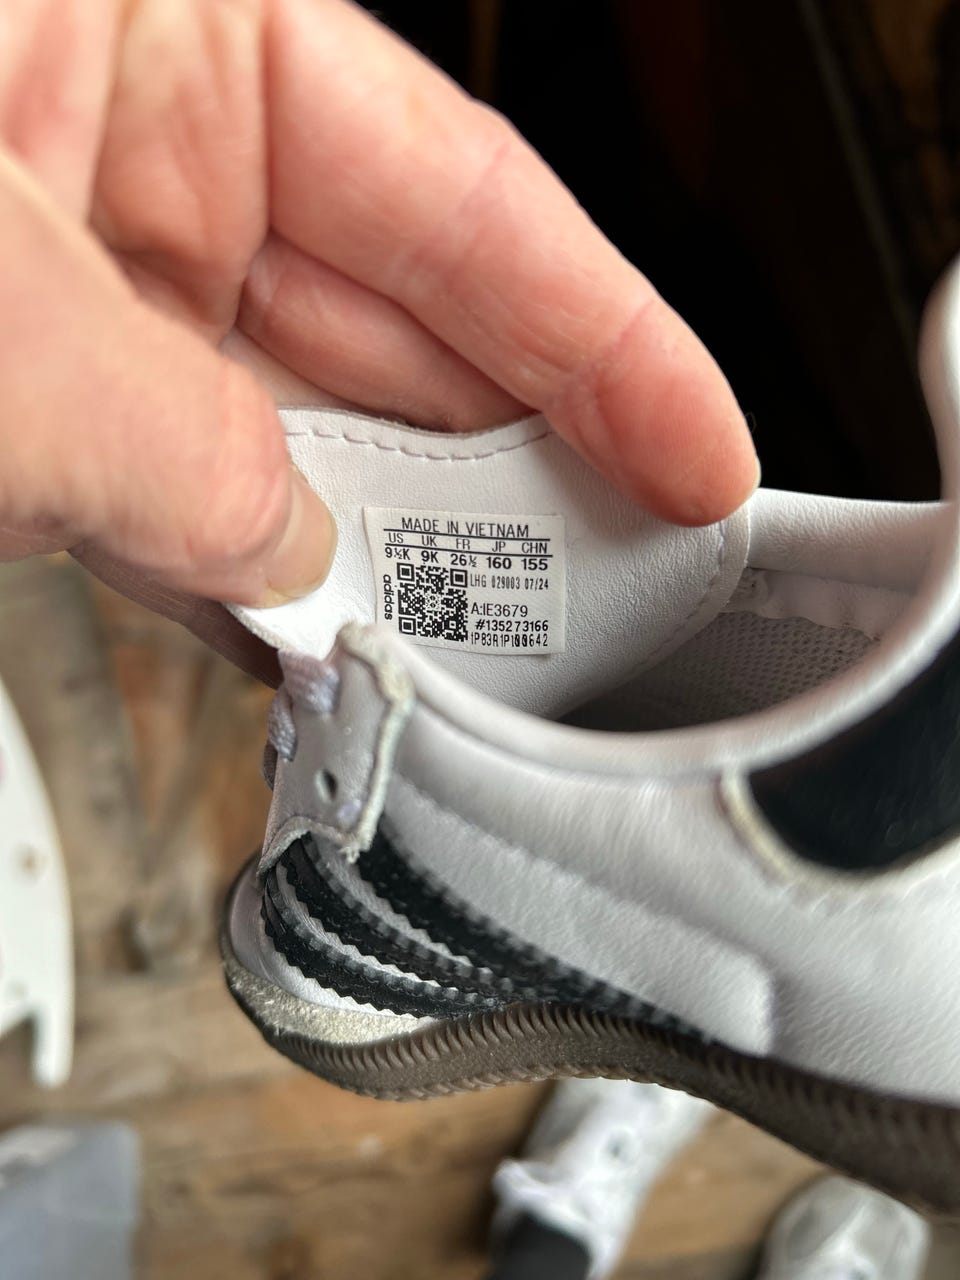 MADE IN VIETNAM
US UK FR JP CHN
9½K 9K 26½ 160 155
adidas
LHG 029003 07/24
A:IE3679
#135273166